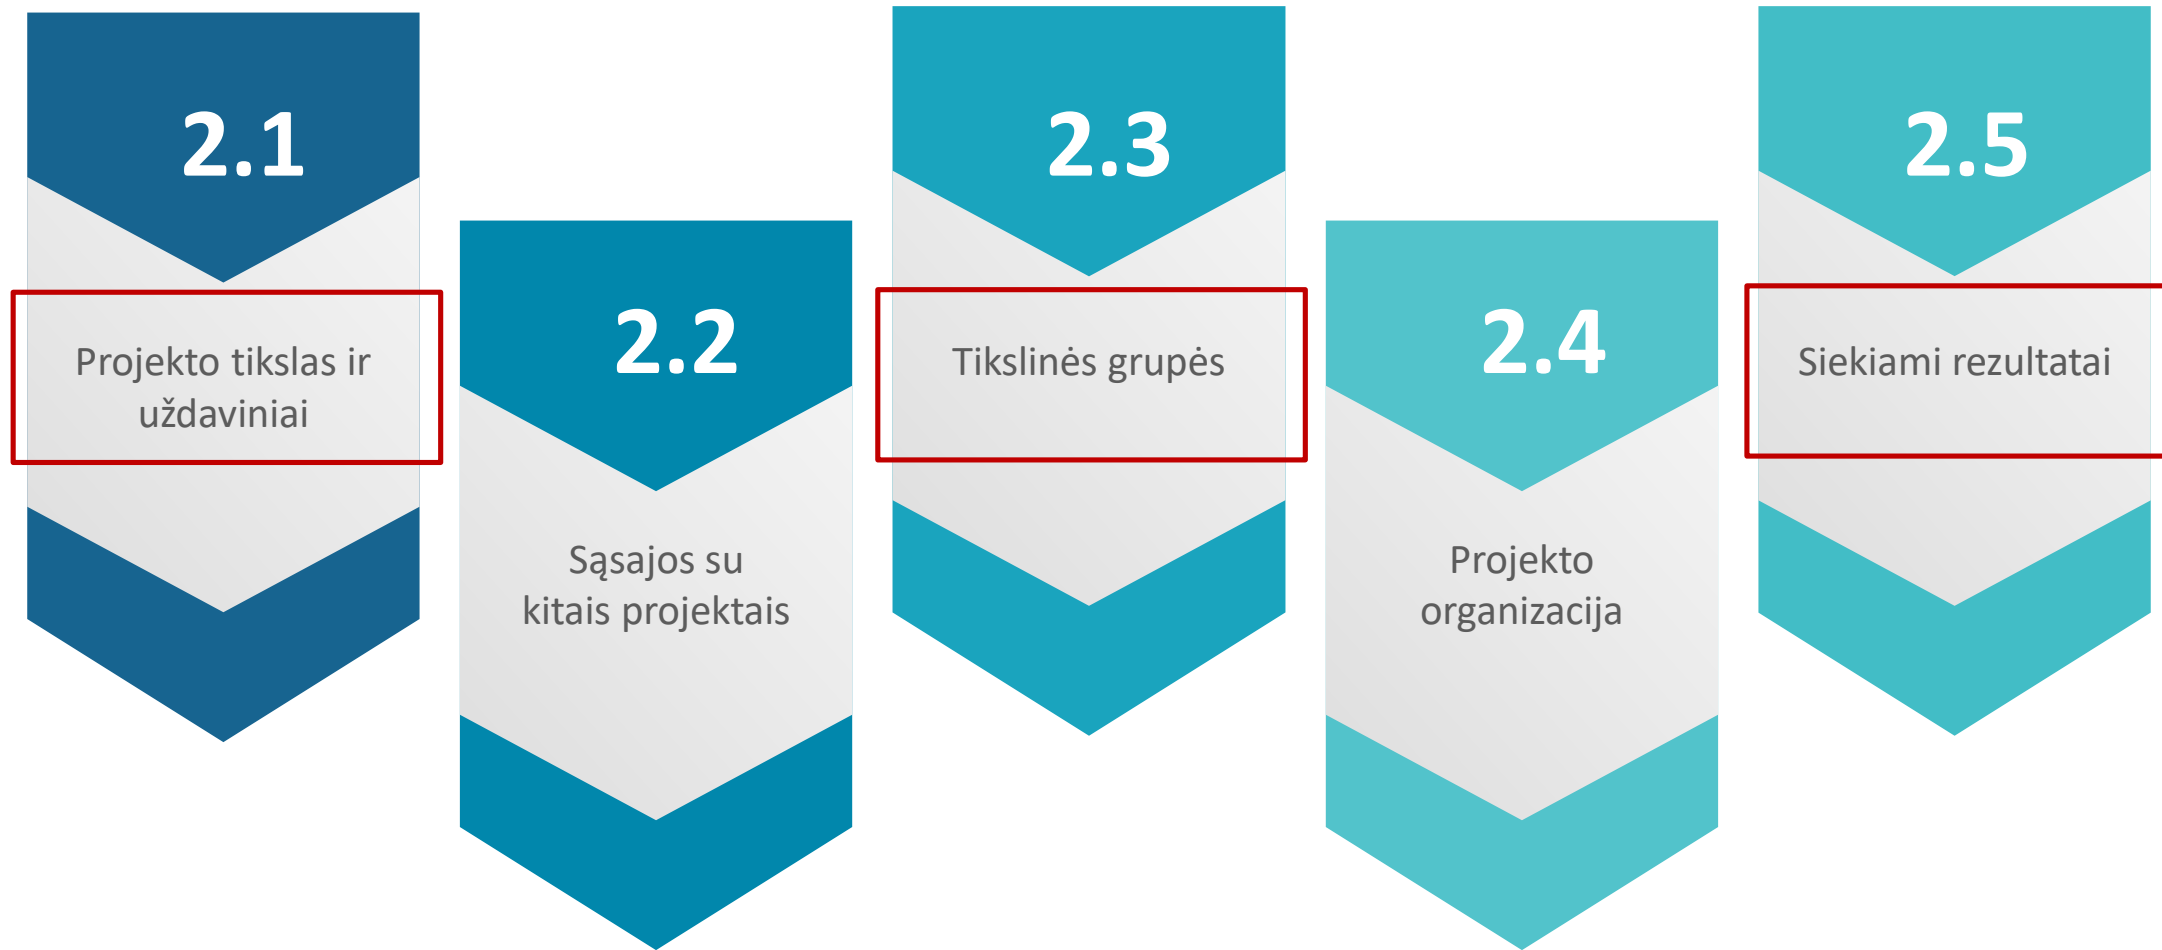 2.1
Projekto tikslas ir
uždaviniai
2.2
Sąsajos su
kitais projektais
2.3
Tikslinės grupės
2.4
Projekto
organizacija
2.5
Siekiami rezultatai